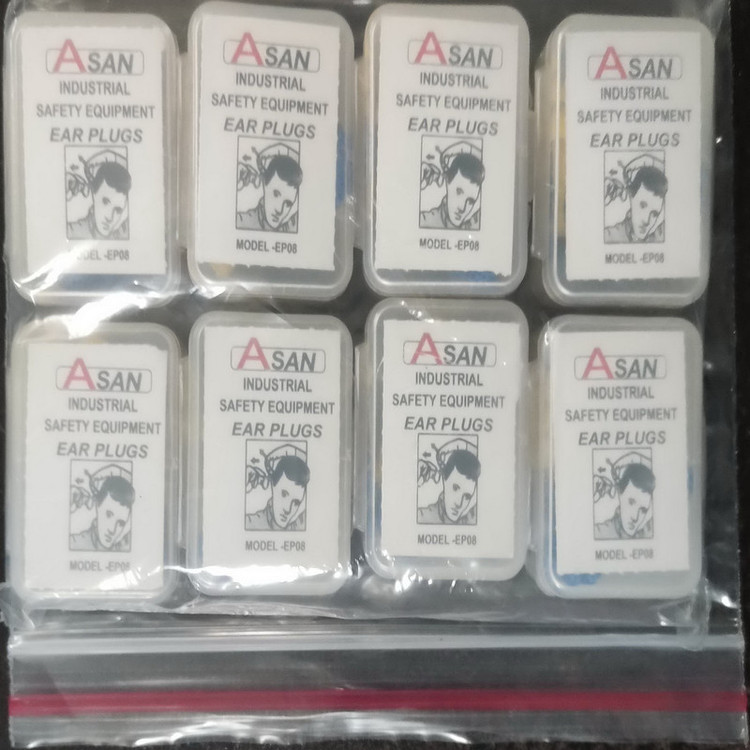 ASAN
INDUSTRIAL
SAFETY EQUIPMENT
EAR PLUGS
MODEL -EP08
ASAN
INDUSTRIAL
SAFETY EQUIPMENT
EAR PLUGS
MODEL -EP08
ASAN
INDUSTRIAL
SAFETY EQUIPMENT
EAR PLUGS
MODEL -EP08
ASAN
INDUSTRIAL
SAFETY EQUIPMENT
EAR PLUGS
MODEL -EP08
ASAN
INDUSTRIAL
SAFETY EQUIPMENT
EAR PLUGS
MODEL -EP08
ASAN
INDUSTRIAL
SAFETY EQUIPMENT
EAR PLUGS
MODEL -EP08
ASAN
INDUSTRIAL
SAFETY EQUIPMENT
EAR PLUGS
MODEL -EP08
ASAN
INDUSTRIAL
SAFETY EQUIPMENT
EAR PLUGS
MODEL -EP08